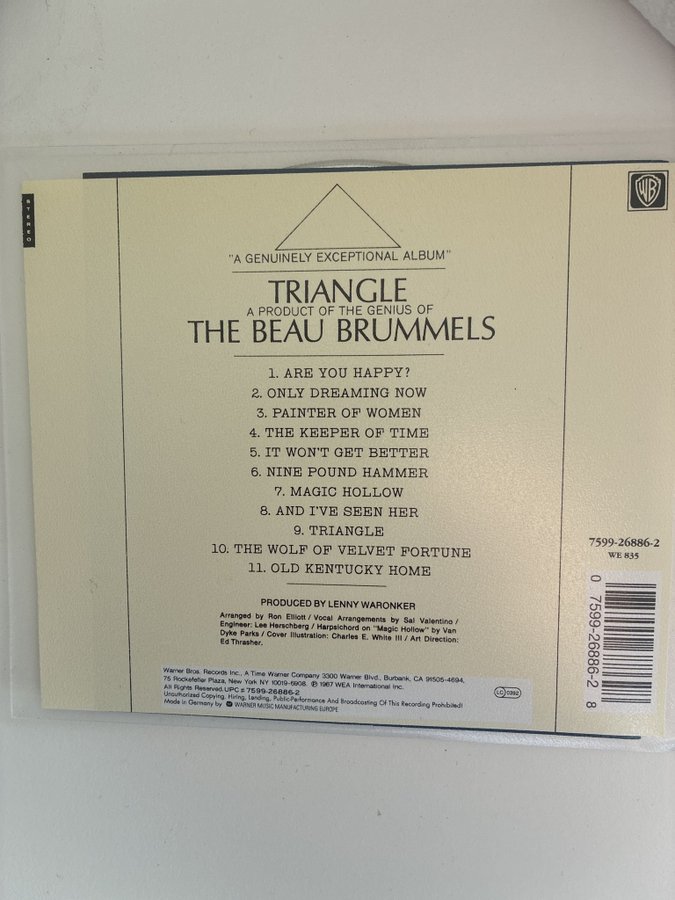 STEREO
WB
"A GENUINELY EXCEPTIONAL ALBUM"
TRIANGLE
A PRODUCT OF THE GENIUS OF
THE BEAU BRUMMELS
1. ARE YOU HAPPY?
2. ONLY DREAMING NOW
3. PAINTER OF WOMEN
4. THE KEEPER OF TIME
5. IT WON'T GET BETTER
6. NINE POUND HAMMER
7. MAGIC HOLLOW
8. AND I'VE SEEN HER
9. TRIANGLE
10. THE WOLF OF VELVET FORTUNE
11. OLD KENTUCKY HOME
PRODUCED BY LENNY WARONKER
Arranged by Ron Elliott / Vocal Arrangements by Sal Valentino /
Engineer: Lee Herschberg / Harpsichord on "Magic Hollow" by Van
Dyke Parks / Cover Illustration: Charles E. White III / Art Direction:
Ed Thrasher.
7599-26886-2
WE 835
0 7599-26886-2 8
Warner Bros. Records Inc., A Time Warner Company 3300 Warner Blvd., Burbank, CA 91505-4694,
75 Rockefeller Plaza, New York NY 10019-6908. ℗ 1967 WEA International Inc.
All Rights Reserved. UPC # 7599-26886-2
Unauthorized Copying, Hiring, Lending, Public Performance And Broadcasting Of This Recording Prohibited!
Made in Germany by WARNER MUSIC MANUFACTURING EUROPE
LC 0392